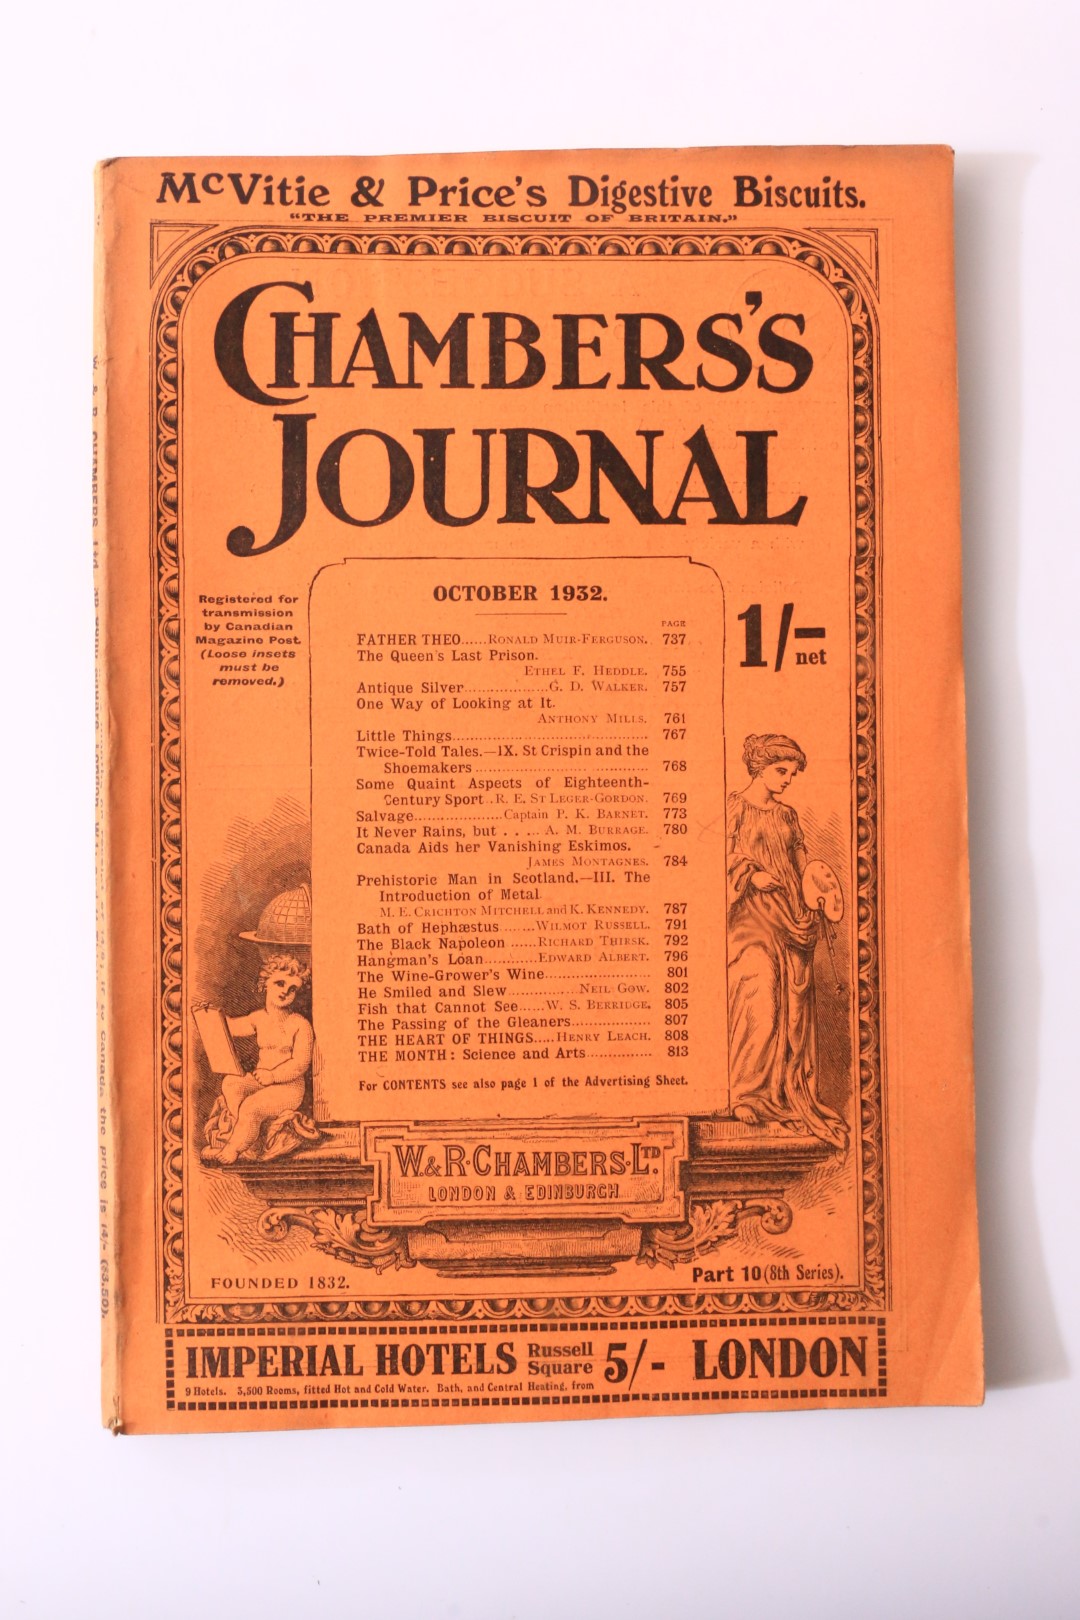 McVitie & Price's Digestive Biscuits.
"THE PREMIER BISCUIT OF BRITAIN."
CHAMBERS'S
JOURNAL
Registered for
transmission
by Canadian
Magazine Post.
(Loose insets
must be
removed.)
OCTOBER 1932.
1/- net
PAGE
FATHER THEO......RONALD MUIR-FERGUSON. 737
The Queen's Last Prison.
ETHEL F. HEDDLE. 755
Antique Silver...................G. D. WALKER. 757
One Way of Looking at It.
ANTHONY MILLS. 761
Little Things................................................. 767
Twice-Told Tales.—IX. St Crispin and the
Shoemakers ............................................ 768
Some Quaint Aspects of Eighteenth-
Century Sport..R. E. ST LEGER-GORDON. 769
Salvage.....................Captain P. K. BARNET. 773
It Never Rains, but . . .... A. M. BURRAGE. 780
Canada Aids her Vanishing Eskimos.
JAMES MONTAGNES. 784
Prehistoric Man in Scotland.—III. The
Introduction of Metal
M. E. CRICHTON MITCHELL and K. KENNEDY. 787
Bath of Hephæstus ........WILMOT RUSSELL. 791
The Black Napoleon ......RICHARD THIRSK. 792
Hangman's Loan............EDWARD ALBERT. 796
The Wine-Grower's Wine....................... 801
He Smiled and Slew................NEIL GOW. 802
Fish that Cannot See......W. S. BERRIDGE. 805
The Passing of the Gleaners................... 807
THE HEART OF THINGS.....HENRY LEACH. 808
THE MONTH: Science and Arts............... 813
For CONTENTS see also page 1 of the Advertising Sheet.
W. & R. CHAMBERS. LTD.
LONDON & EDINBURGH
FOUNDED 1832.
Part 10 (8th Series).
IMPERIAL HOTELS Russell Square 5/- LONDON
9 Hotels. 3,500 Rooms, fitted Hot and Cold Water. Bath, and Central Heating, from